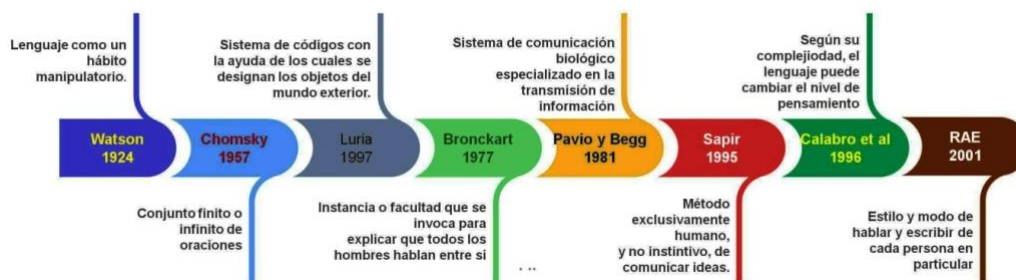 Lenguaje como un
hábito
manipulatorio.
Sistema de códigos con
la ayuda de los cuales se
designan los objetos del
mundo exterior.
Sistema de comunicación
biológico
especializado en la
transmisión de
información
Según su
complejiodad, el
lenguaje puede
cambiar el nivel de
pensamiento
Watson
1924
Chomsky
1957
Luria
1997
Bronckart
1977
Pavio y Begg
1981
Sapir
1995
Calabro et al
1996
RAE
2001
Conjunto finito o
infinito de
oraciones
Instancia o facultad que se
invoca para
explicar que todos los
hombres hablan entre si
Método
exclusivamente
humano,
y no instintivo, de
comunicar ideas.
Estilo y modo de
hablar y escribir de
cada persona en
particular